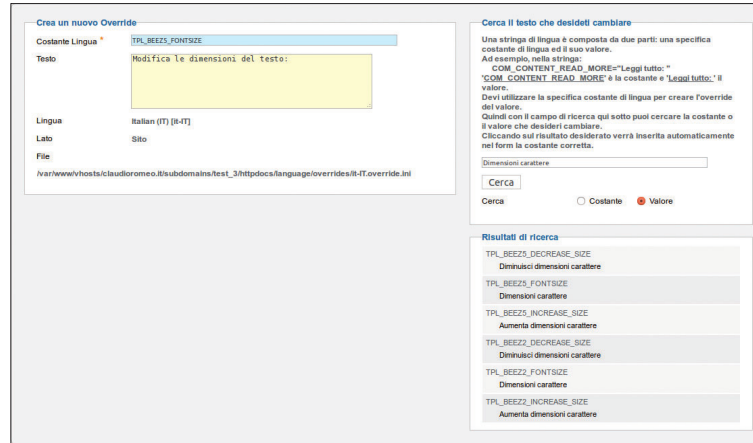 Crea un nuovo Override
Costante Lingua *
TPL_BEEZ5_FONTSIZE
Testo
Modifica le dimensioni del testo:
Lingua
Italian (IT) [it-IT]
Lato
Sito
File
/var/www/vhosts/claudioromeo.it/subdomains/test_3/httpdocs/language/overrides/it-IT.override.ini
Cerca il testo che desideti cambiare
Una stringa di lingua è composta da due parti: una specifica
costante di lingua ed il suo valore.
Ad esempio, nella stringa:
COM_CONTENT_READ_MORE="Leggi tutto: "
'COM_CONTENT_READ_MORE' è la costante e 'Leggi tutto: ' il
valore.
Devi utilizzare la specifica costante di lingua per creare l'override
del valore.
Quindi con il campo di ricerca qui sotto puoi cercare la costante o
il valore che desideri cambiare.
Cliccando sul risultato desiderato verrà inserita automaticamente
nel form la costante corretta.
Dimensioni carattere
Cerca
Cerca
Costante
Valore
Risultati di ricerca
TPL_BEEZ5_DECREASE_SIZE
Diminuisci dimensioni carattere
TPL_BEEZ5_FONTSIZE
Dimensioni carattere
TPL_BEEZ5_INCREASE_SIZE
Aumenta dimensioni carattere
TPL_BEEZ2_DECREASE_SIZE
Diminuisci dimensioni carattere
TPL_BEEZ2_FONTSIZE
Dimensioni carattere
TPL_BEEZ2_INCREASE_SIZE
Aumenta dimensioni carattere